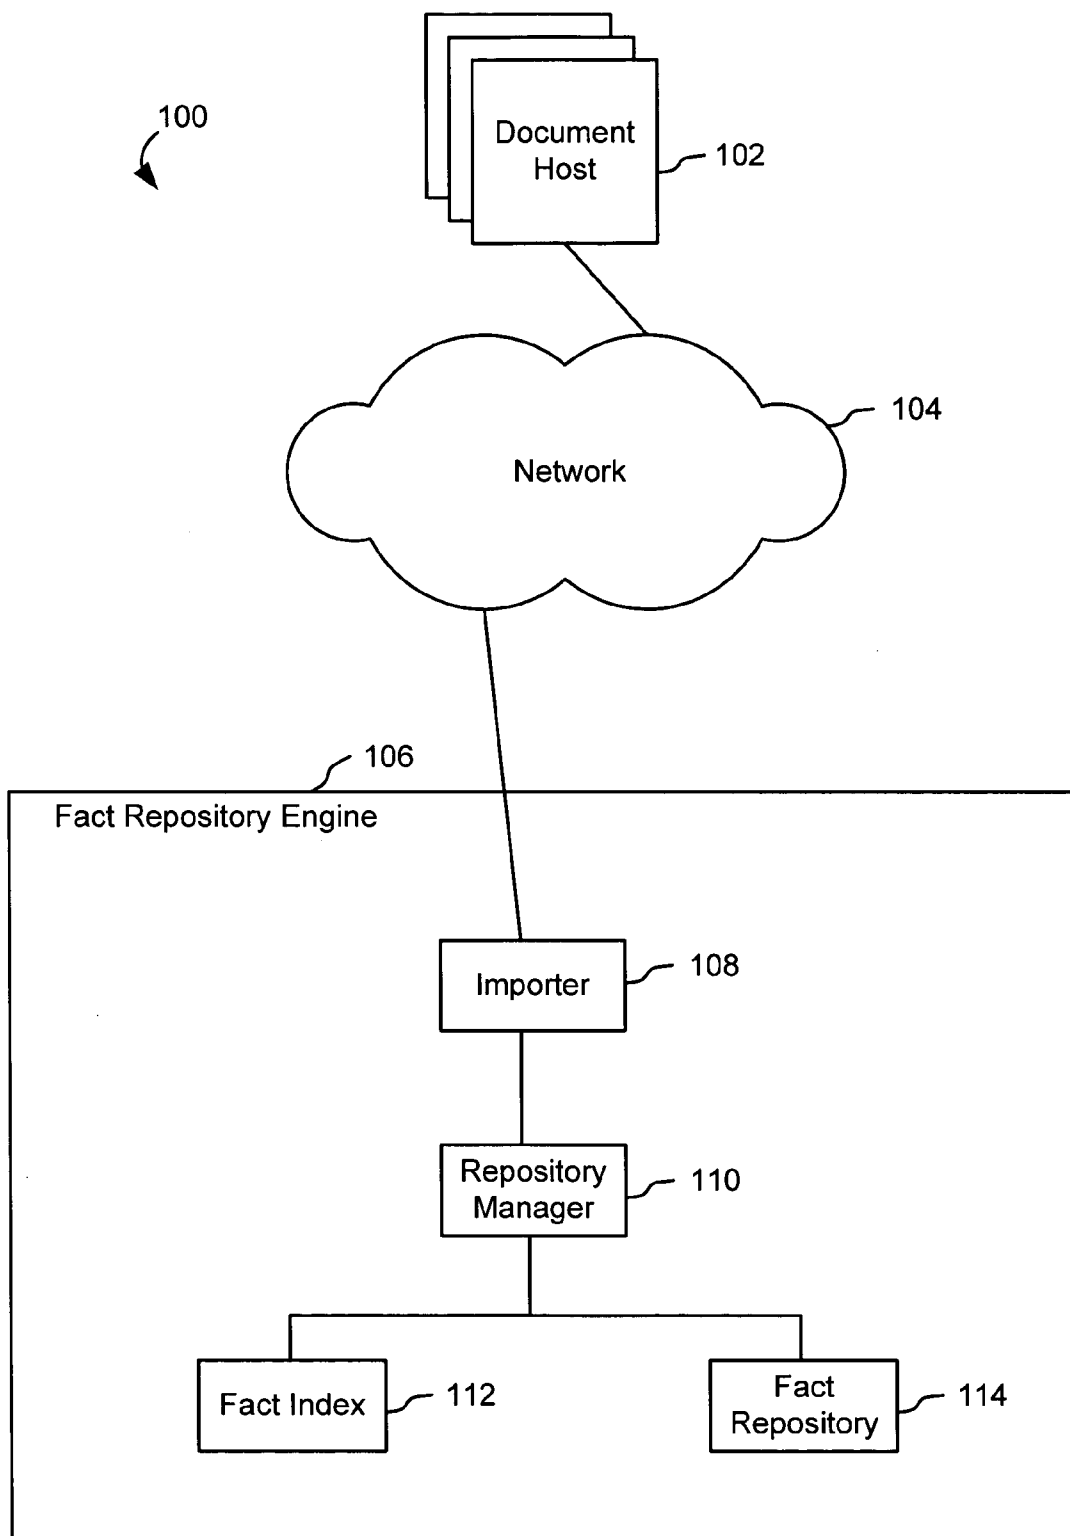 100
Document
Host
102
104
Network
106
Fact Repository Engine
Importer
108
Repository
Manager
110
Fact Index
112
Fact
Repository
114